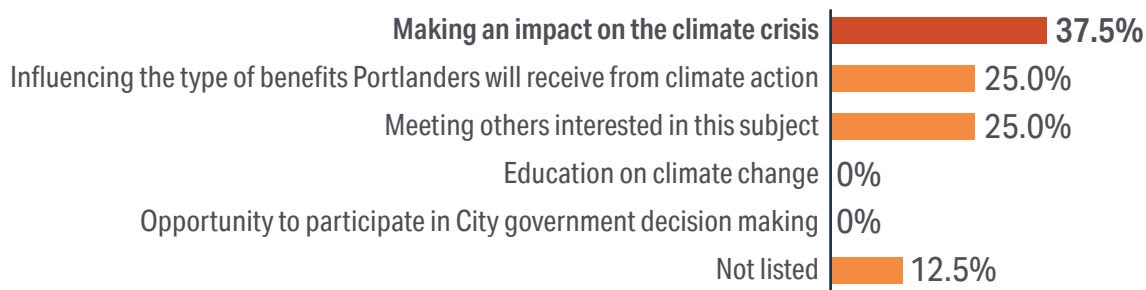 Making an impact on the climate crisis 37.5%
Influencing the type of benefits Portlanders will receive from climate action 25.0%
Meeting others interested in this subject 25.0%
Education on climate change 0%
Opportunity to participate in City government decision making 0%
Not listed 12.5%